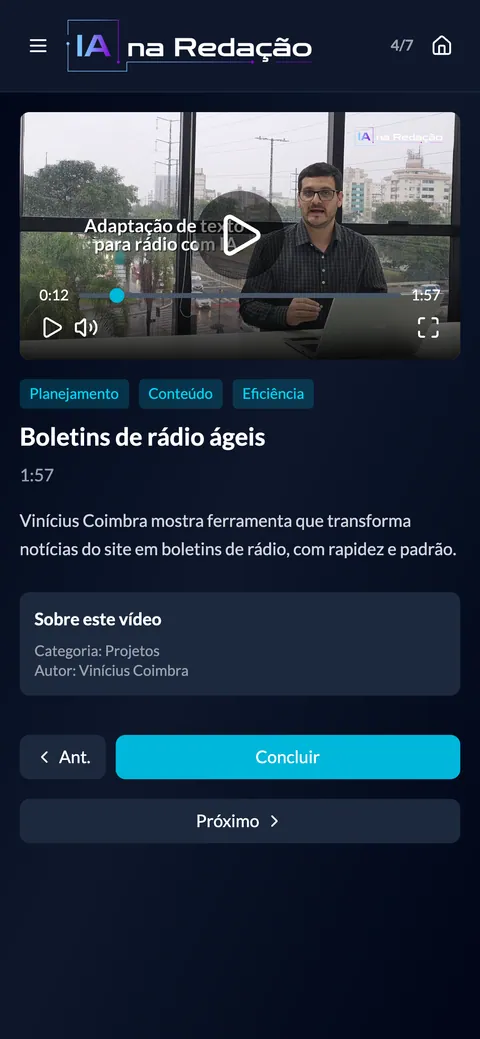 IA na Redação
4/7
IA na Redação
Adaptação de texto
para rádio com IA
0:12
1:57
Planejamento
Conteúdo
Eficiência
Boletins de rádio ágeis
1:57
Vinícius Coimbra mostra ferramenta que transforma
notícias do site em boletins de rádio, com rapidez e padrão.
Sobre este vídeo
Categoria: Projetos
Autor: Vinícius Coimbra
Ant.
Concluir
Próximo